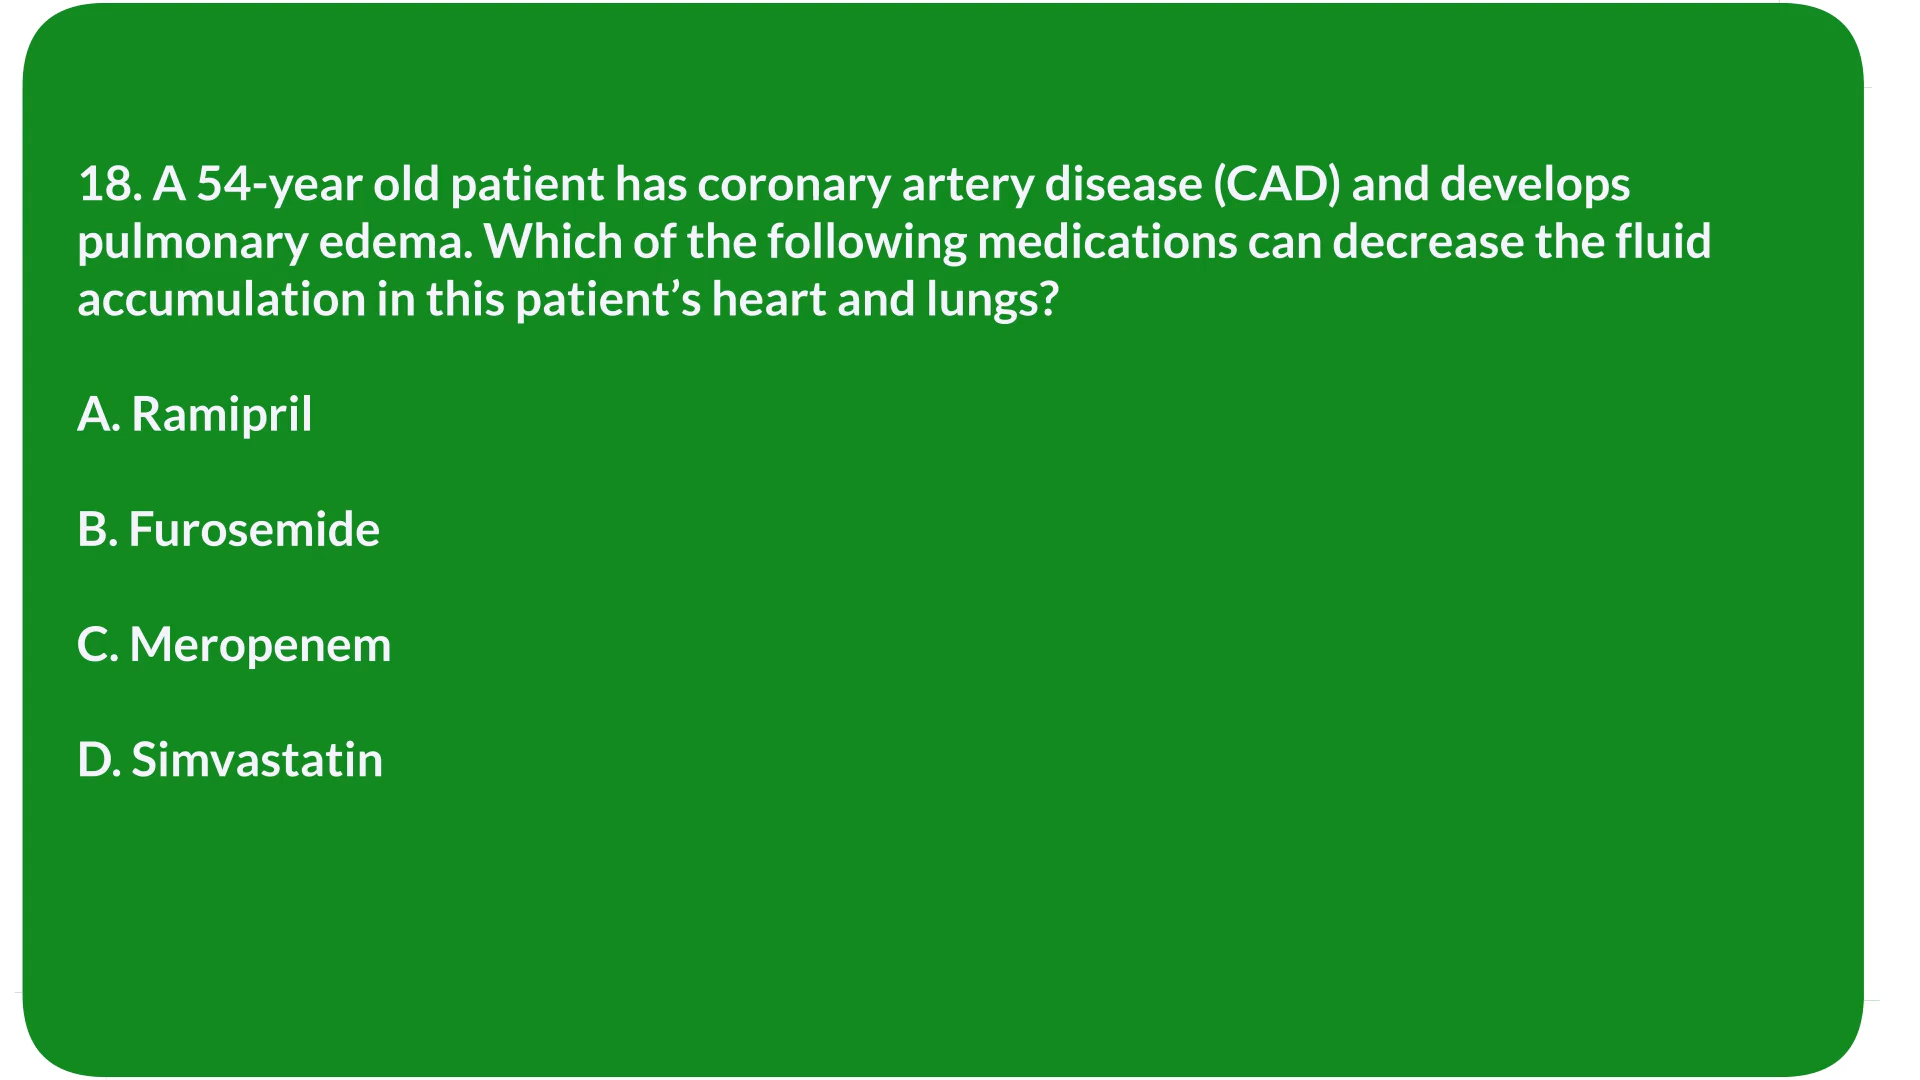 18. A 54-year old patient has coronary artery disease (CAD) and develops
pulmonary edema. Which of the following medications can decrease the fluid
accumulation in this patient’s heart and lungs?
A. Ramipril
B. Furosemide
C. Meropenem
D. Simvastatin